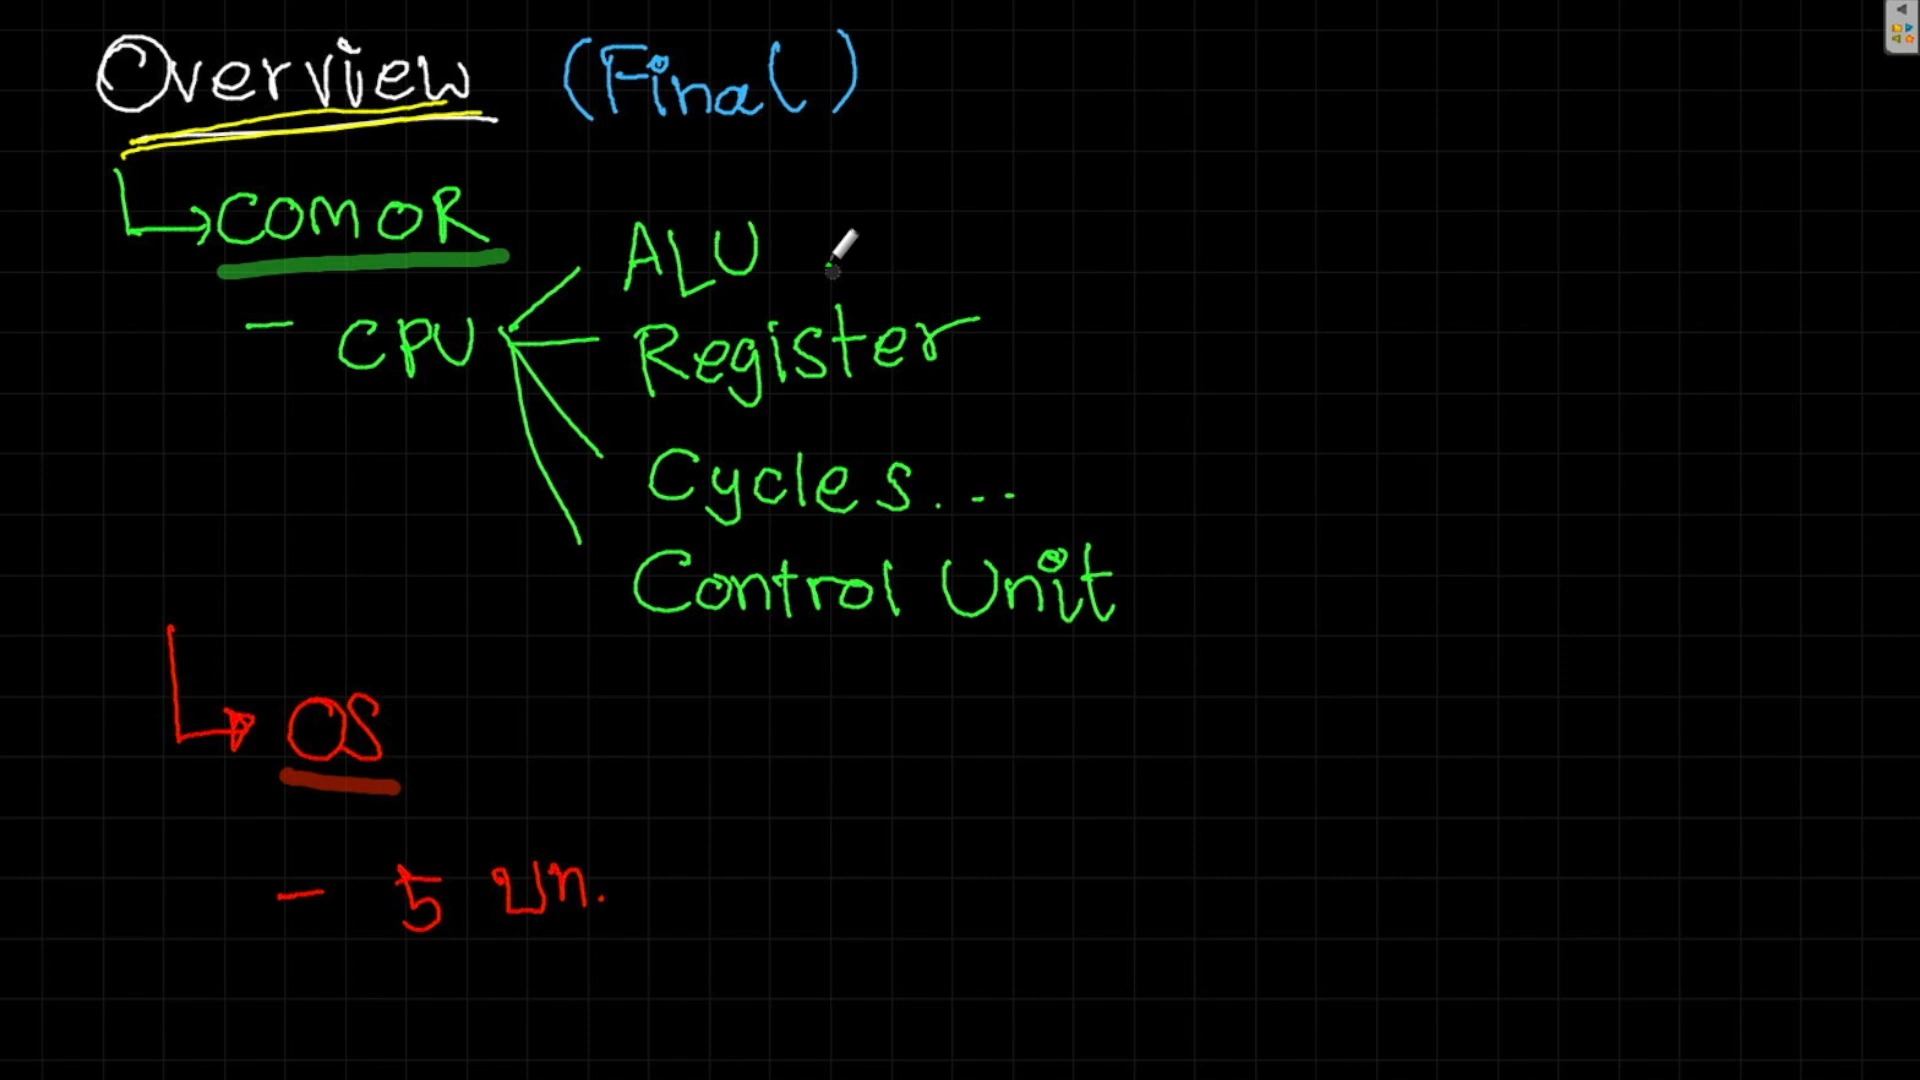 Overview (Final)
COMOR
- CPU
ALU
Register
Cycles...
Control Unit
OS
- 5 บท.